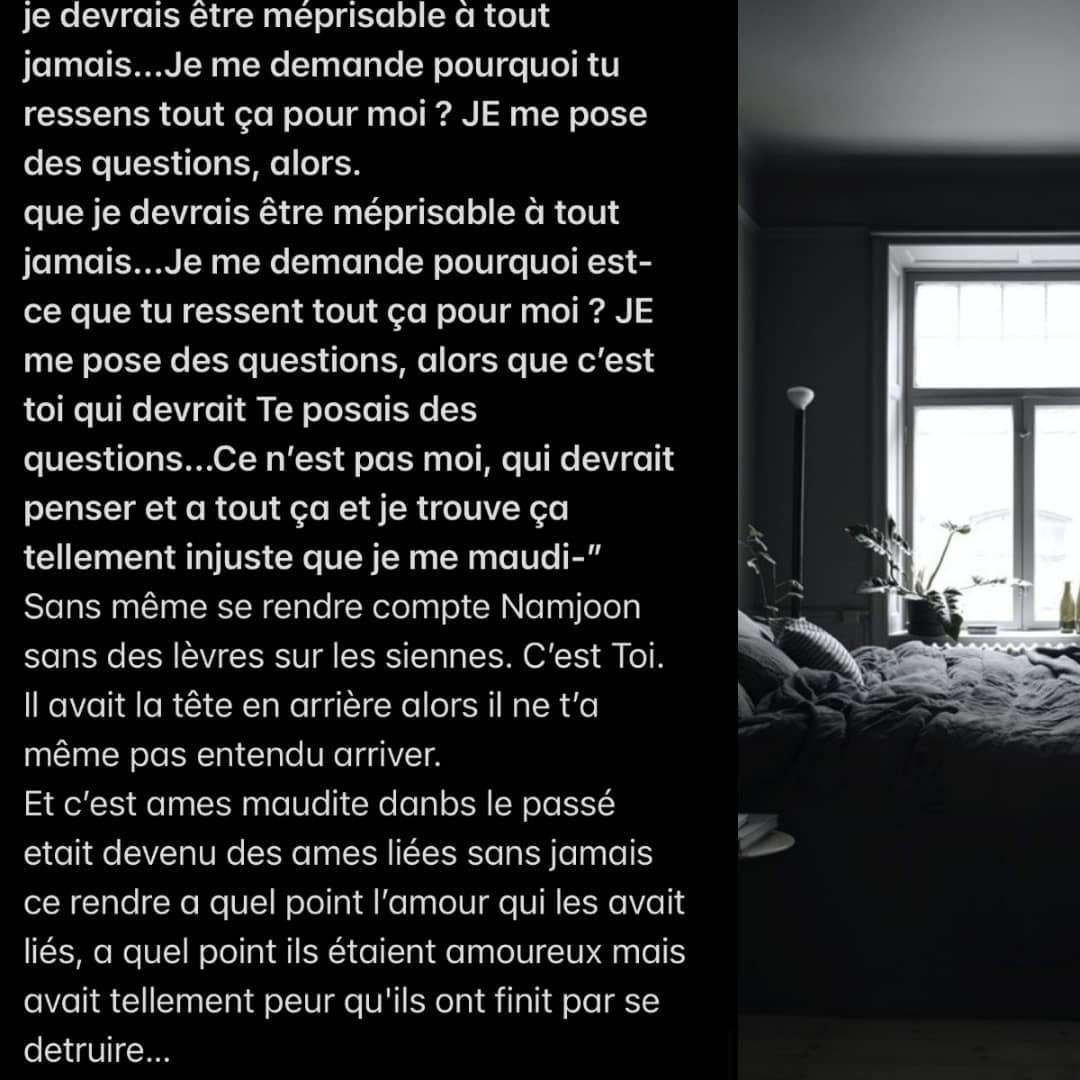 je devrais être méprisable à tout
jamais...Je me demande pourquoi tu
ressens tout ça pour moi ? JE me pose
des questions, alors.
que je devrais être méprisable à tout
jamais...Je me demande pourquoi est-
ce que tu ressent tout ça pour moi ? JE
me pose des questions, alors que c’est
toi qui devrait Te posais des
questions...Ce n’est pas moi, qui devrait
penser et a tout ça et je trouve ça
tellement injuste que je me maudi-”
Sans même se rendre compte Namjoon
sans des lèvres sur les siennes. C’est Toi.
Il avait la tête en arrière alors il ne t’a
même pas entendu arriver.
Et c’est ames maudite danbs le passé
etait devenu des ames liées sans jamais
ce rendre a quel point l’amour qui les avait
liés, a quel point ils étaient amoureux mais
avait tellement peur qu'ils ont finit par se
detruire...